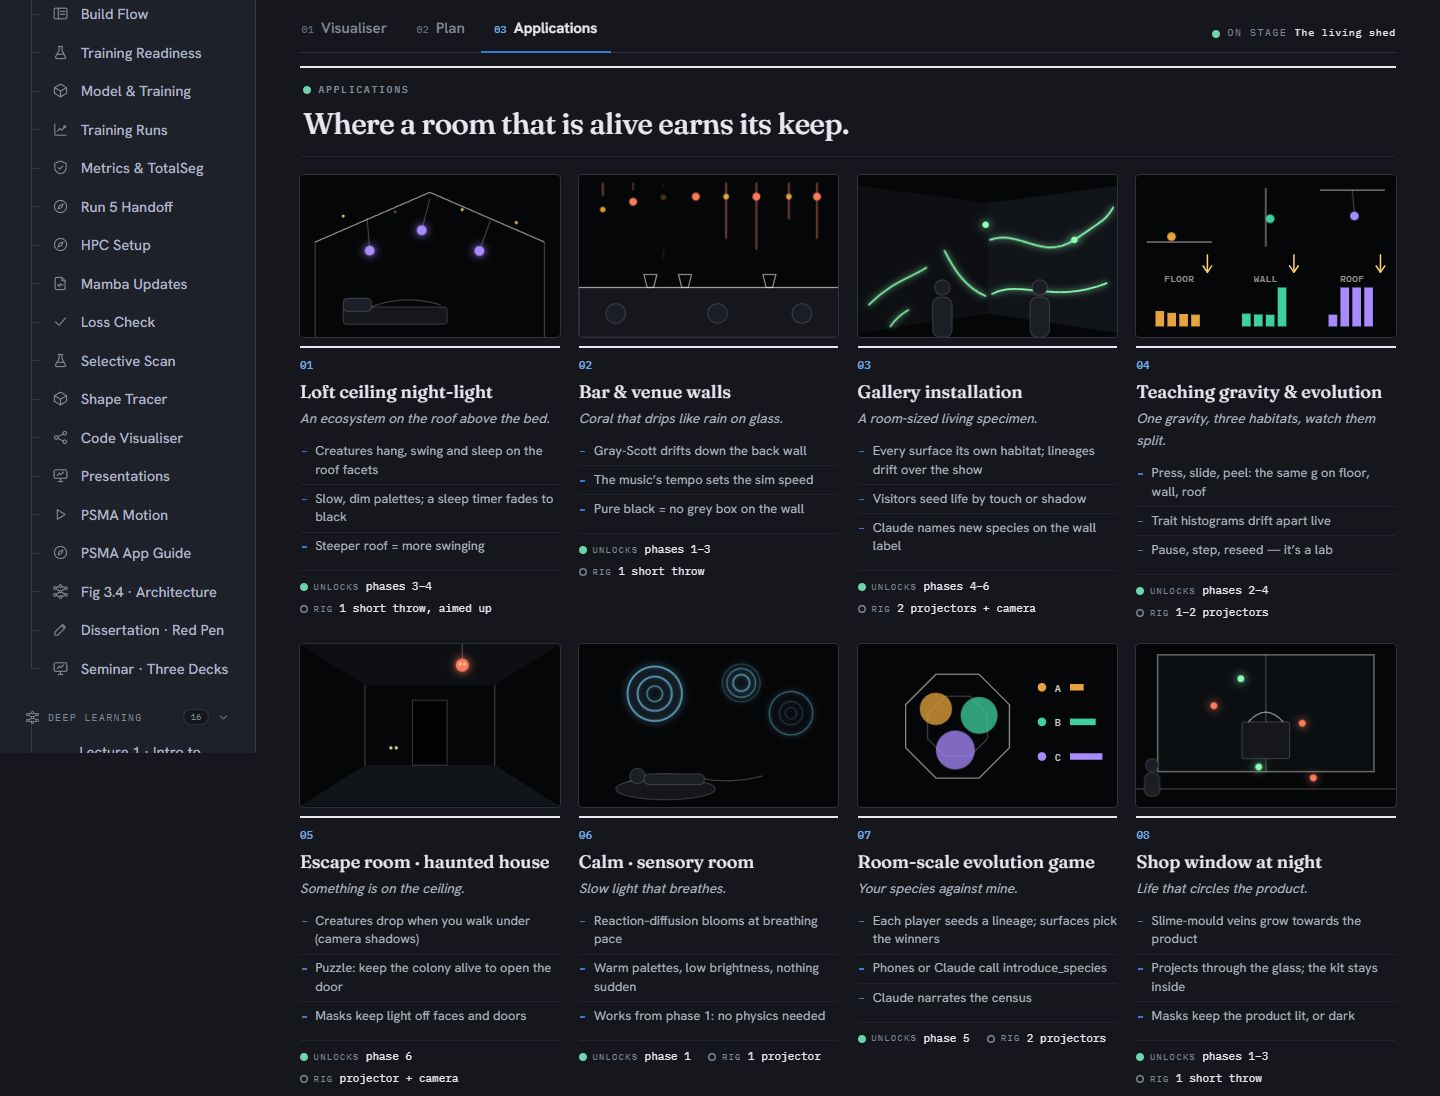 Build Flow
Training Readiness
Model & Training
Training Runs
Metrics & TotalSeg
Run 5 Handoff
HPC Setup
Mamba Updates
Loss Check
Selective Scan
Shape Tracer
Code Visualiser
Presentations
PSMA Motion
PSMA App Guide
Fig 3.4 · Architecture
Dissertation · Red Pen
Seminar · Three Decks
DEEP LEARNING 16
Lecture 1 · Intro to
01 Visualiser 02 Plan 03 Applications
ON STAGE The living shed
APPLICATIONS
Where a room that is alive earns its keep.
01
Loft ceiling night-light
An ecosystem on the roof above the bed.
– Creatures hang, swing and sleep on the
roof facets
– Slow, dim palettes; a sleep timer fades to
black
– Steeper roof = more swinging
UNLOCKS phases 3–4
RIG 1 short throw, aimed up
02
Bar & venue walls
Coral that drips like rain on glass.
– Gray-Scott drifts down the back wall
– The music's tempo sets the sim speed
– Pure black = no grey box on the wall
UNLOCKS phases 1–3
RIG 1 short throw
03
Gallery installation
A room-sized living specimen.
– Every surface its own habitat; lineages
drift over the show
– Visitors seed life by touch or shadow
– Claude names new species on the wall
label
UNLOCKS phases 4–6
RIG 2 projectors + camera
FLOOR WALL ROOF
04
Teaching gravity & evolution
One gravity, three habitats, watch them
split.
– Press, slide, peel: the same g on floor,
wall, roof
– Trait histograms drift apart live
– Pause, step, reseed — it's a lab
UNLOCKS phases 2–4
RIG 1–2 projectors
05
Escape room · haunted house
Something is on the ceiling.
– Creatures drop when you walk under
(camera shadows)
– Puzzle: keep the colony alive to open the
door
– Masks keep light off faces and doors
UNLOCKS phase 6
RIG projector + camera
06
Calm · sensory room
Slow light that breathes.
– Reaction–diffusion blooms at breathing
pace
– Warm palettes, low brightness, nothing
sudden
– Works from phase 1: no physics needed
UNLOCKS phase 1 RIG 1 projector
A
B
C
07
Room-scale evolution game
Your species against mine.
– Each player seeds a lineage; surfaces pick
the winners
– Phones or Claude call introduce_species
– Claude narrates the census
UNLOCKS phase 5 RIG 2 projectors
08
Shop window at night
Life that circles the product.
– Slime-mould veins grow towards the
product
– Projects through the glass; the kit stays
inside
– Masks keep the product lit, or dark
UNLOCKS phases 1–3
RIG 1 short throw